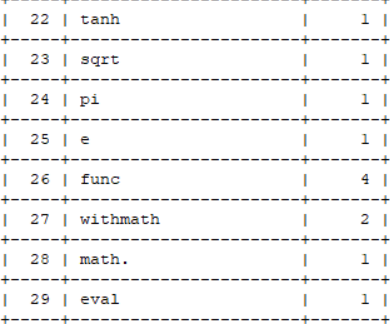 | 22 | tanh | 1 |
+----+----------------------+------+
| 23 | sqrt | 1 |
+----+----------------------+------+
| 24 | pi | 1 |
+----+----------------------+------+
| 25 | e | 1 |
+----+----------------------+------+
| 26 | func | 4 |
+----+----------------------+------+
| 27 | withmath | 2 |
+----+----------------------+------+
| 28 | math. | 1 |
+----+----------------------+------+
| 29 | eval | 1 |
+----+----------------------+------+